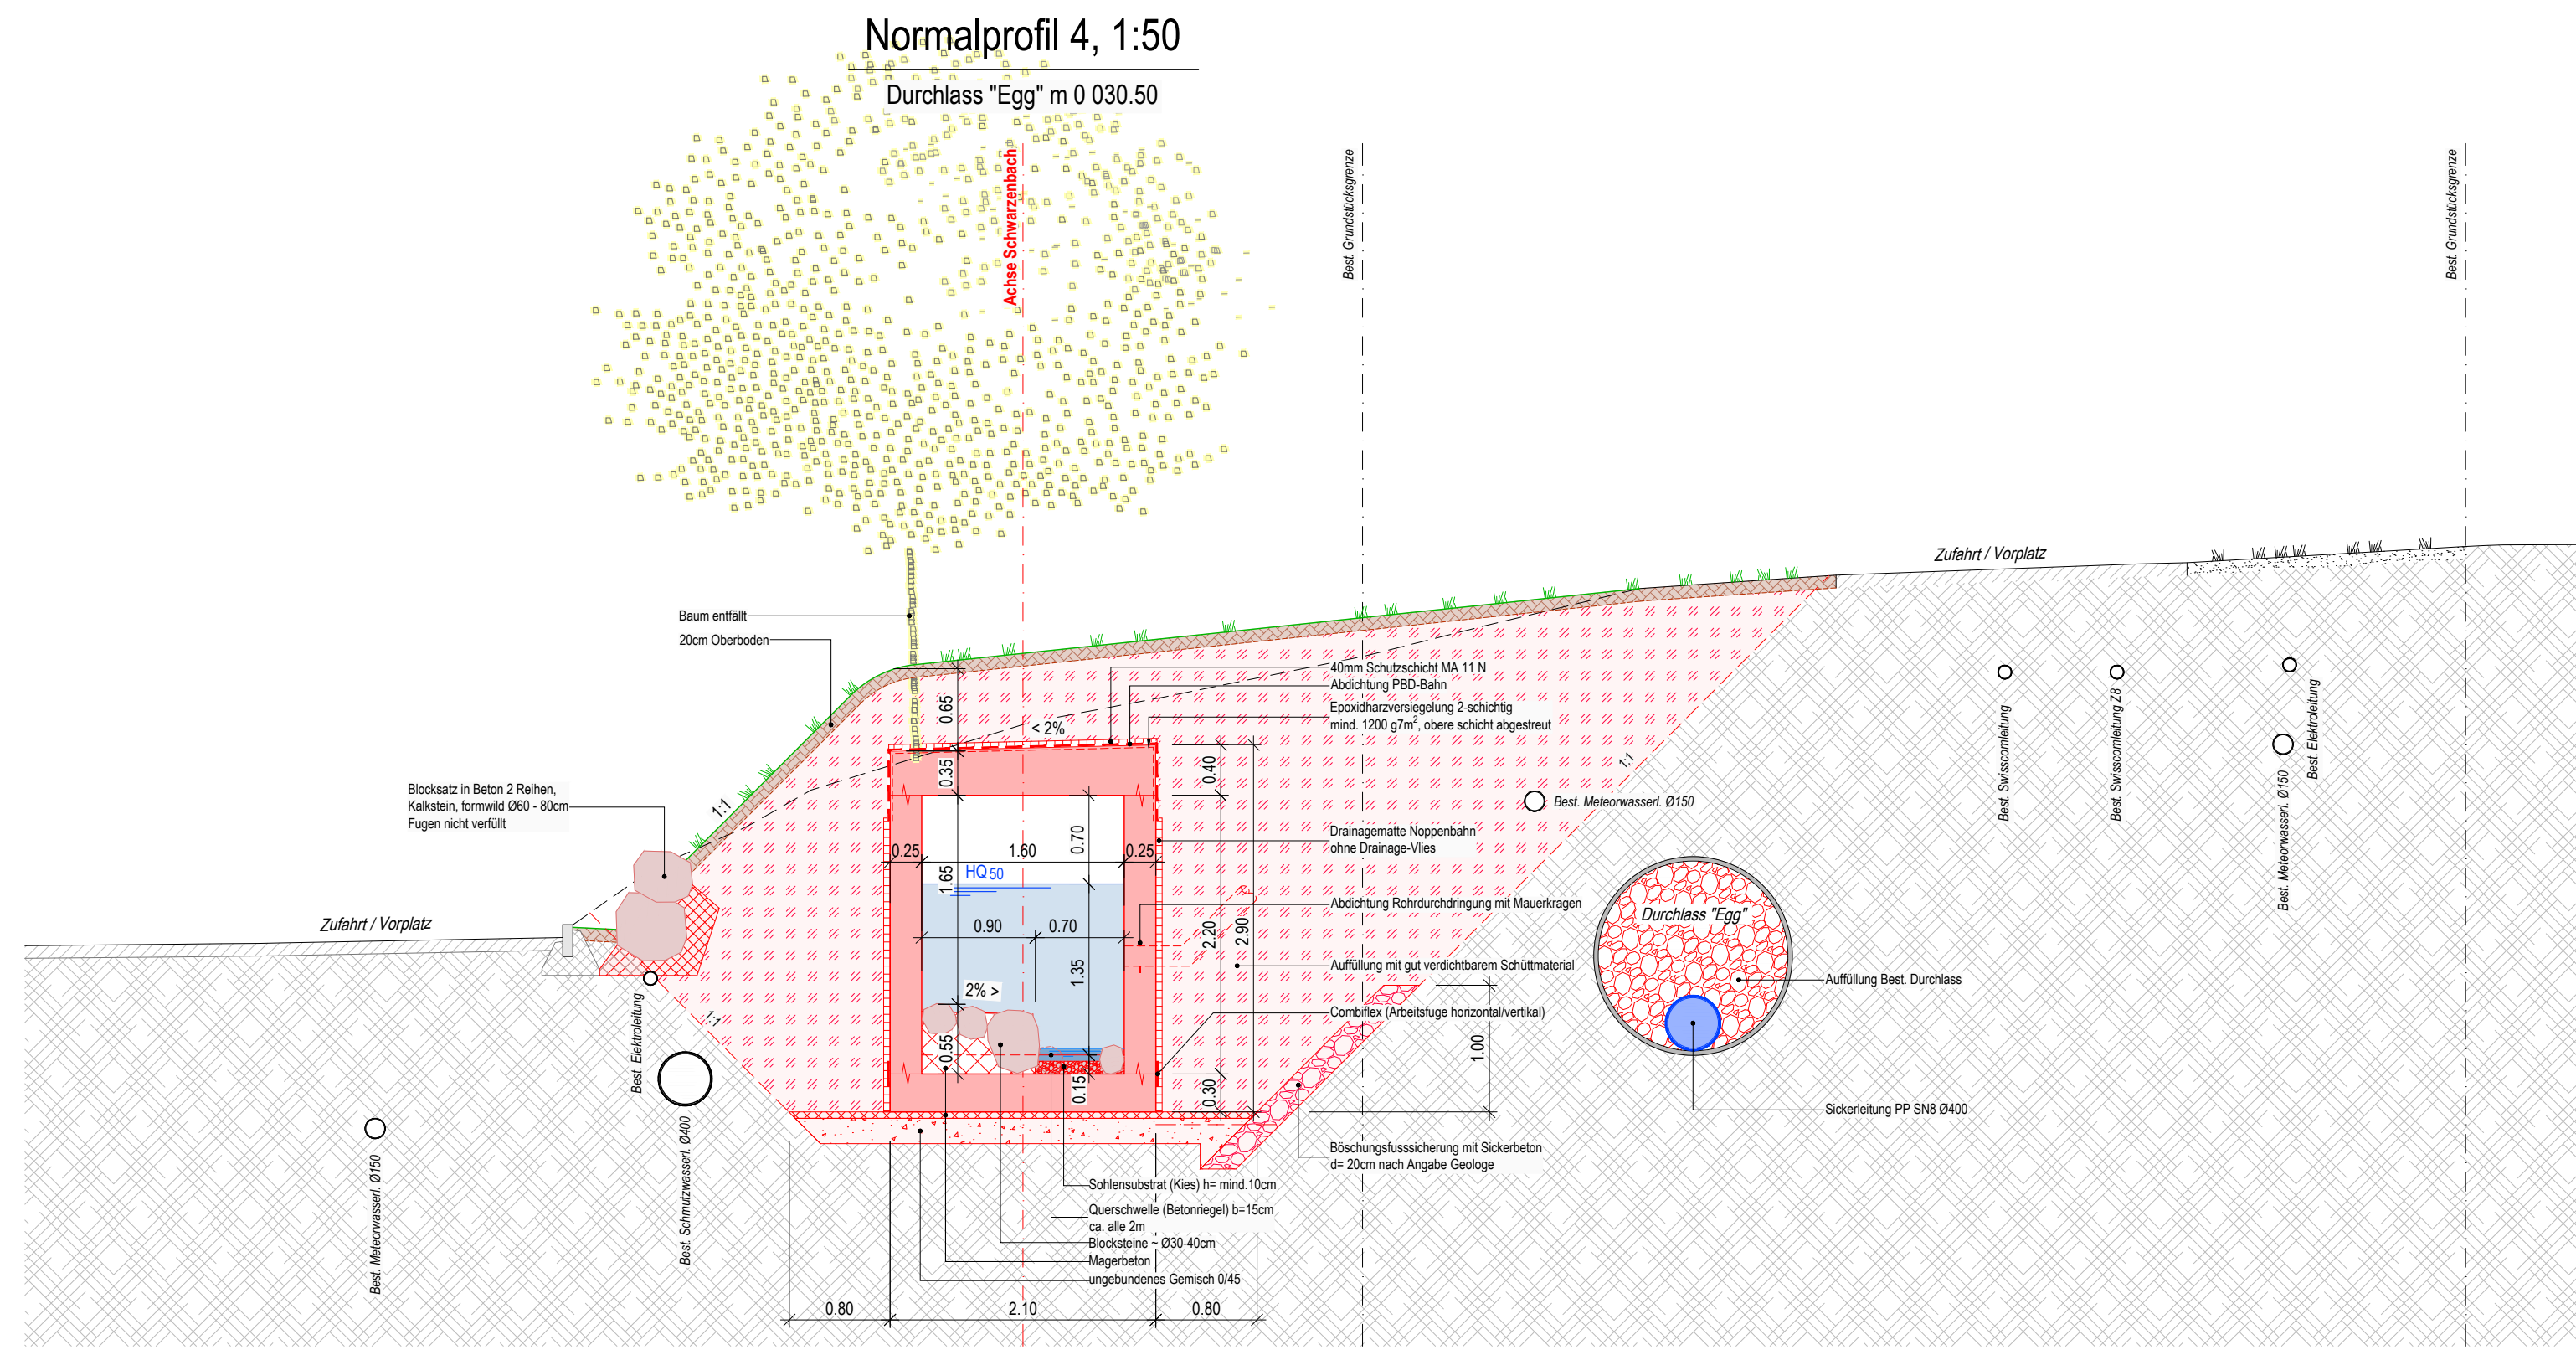 Normalprofil 4, 1:50
Durchlass "Egg" m 0 030.50
Achse Schwarzenbach
Best. Grundstücksgrenze
Best. Grundstücksgrenze
Zufahrt / Vorplatz
Baum entfällt
20cm Oberboden
40mm Schutzschicht MA 11 N
Abdichtung PBD-Bahn
Epoxidharzversiegelung 2-schichtig
mind. 1200 g7m², obere schicht abgestreut
0.65
< 2%
0.35
0.40
1:1
1:1
Blocksatz in Beton 2 Reihen,
Kalkstein, formwild Ø60 - 80cm
Fugen nicht verfüllt
Best. Meteorwasserl. Ø150
Best. Swisscomleitung
Best. Swisscomleitung Z8
Best. Elektroleitung
Best. Meteorwasserl. Ø150
0.70
Drainagematte Noppenbahn
ohne Drainage-Vlies
0.25
1.60
0.25
1.65
HQ50
Abdichtung Rohrdurchdringung mit Mauerkragen
Zufahrt / Vorplatz
0.90
0.70
2.20
2.90
Durchlass "Egg"
1.35
Auffüllung mit gut verdichtbarem Schüttmaterial
Auffüllung Best. Durchlass
2% >
Combiflex (Arbeitsfuge horizontal/vertikal)
1:1
0.55
1.00
0.15
0.30
Best. Elektroleitung
Best. Schmutzwasserl. Ø400
Best. Meteorwasserl. Ø150
Sickerleitung PP SN8 Ø400
Böschungsfusssicherung mit Sickerbeton
d= 20cm nach Angabe Geologe
Sohlensubstrat (Kies) h= mind.10cm
Querschwelle (Betonriegel) b=15cm
ca. alle 2m
Blocksteine ~ Ø30-40cm
Magerbeton
ungebundenes Gemisch 0/45
0.80
2.10
0.80